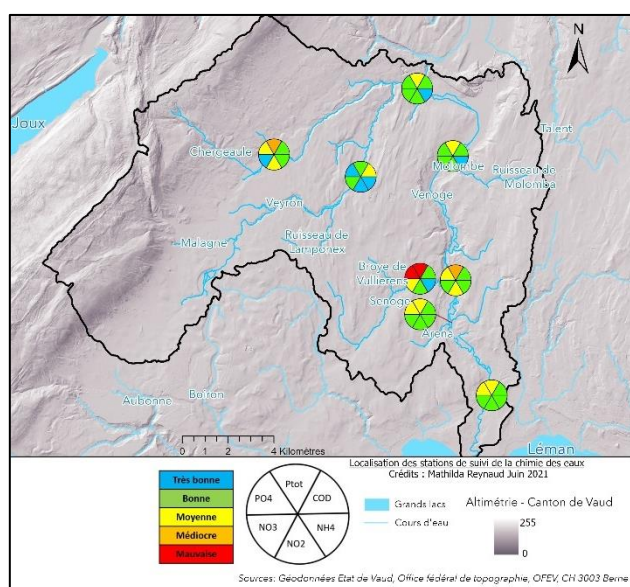 N
Joux
Talent
Chergeaule
Molombe
Ruisseau de
Molomba
Venoge
Veyron
Malagne
Ruisseau de
Lamponex
Broye de
Vullierens
Senoge
Arena
Aubonne
Boiron
0 1 2 4 Kilomètres
Léman
Localisation des stations de suivi de la chimie des eaux
Crédits : Mathilda Reynaud Juin 2021
Très bonne
Bonne
Moyenne
Médiocre
Mauvaise
Ptot
COD
NH4
NO2
NO3
PO4
Grands lacs
Cours d'eau
Altimétrie - Canton de Vaud
255
0
Sources: Géodonnées Etat de Vaud, Office fédéral de topographie, OFEV, CH 3003 Berne